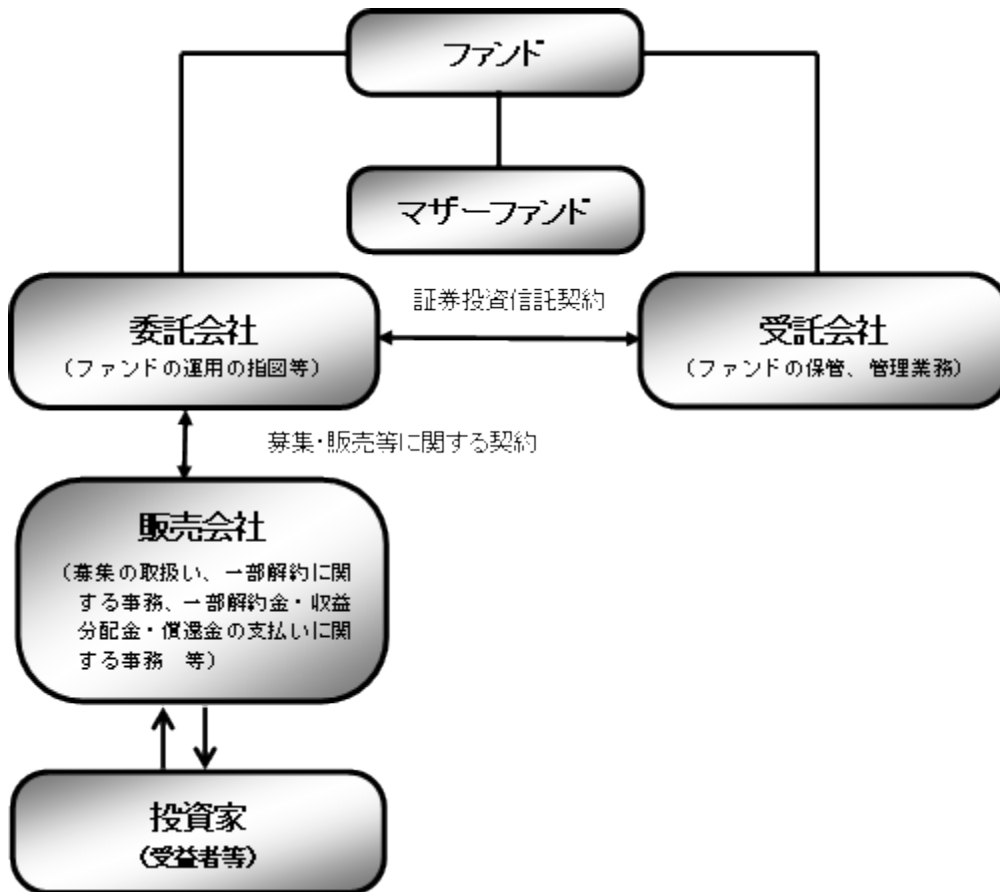 ファンド
マザーファンド
証券投資信託契約
委託会社
(ファンドの運用の指図等)
受託会社
(ファンドの保管、管理業務)
募集・販売等に関する契約
販売会社
(募集の取扱い、一部解約に関
する事務、一部解約金・収益
分配金・償還金の支払いに関
する事務　等)
投資家
(受益者等)